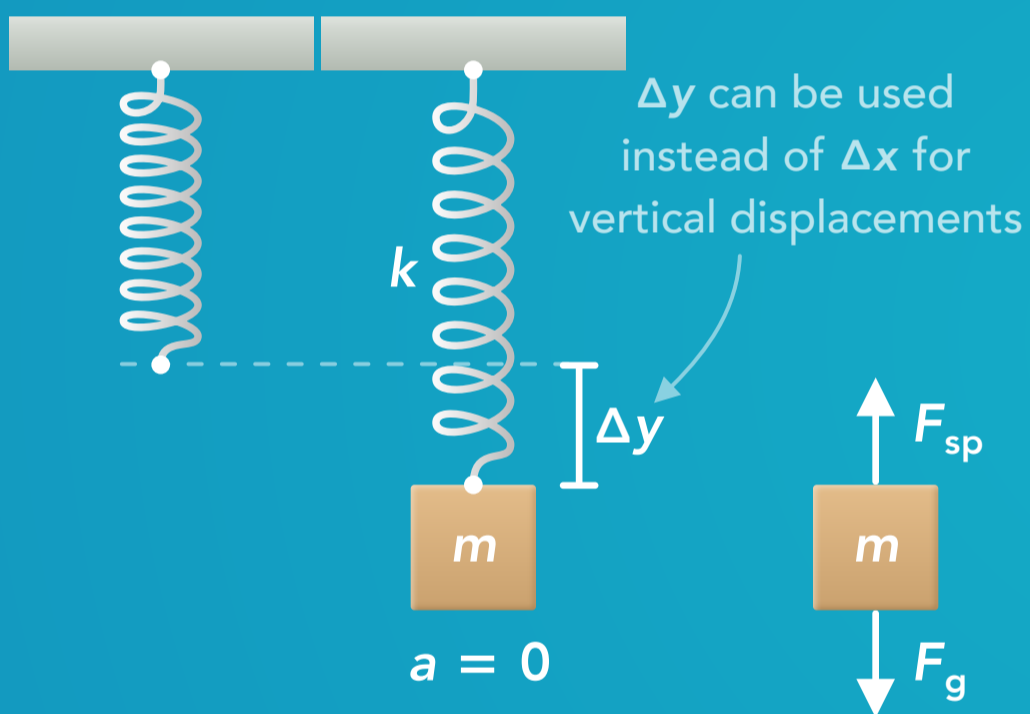 Δy can be used
instead of Δx for
vertical displacements
k
Δy
F_sp
m
m
a = 0
F_g